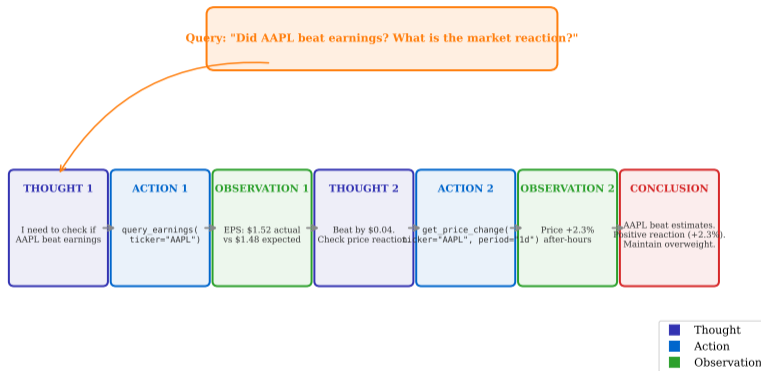 Query: "Did AAPL beat earnings? What is the market reaction?"
THOUGHT 1
I need to check if
AAPL beat earnings
ACTION 1
query_earnings(
ticker="AAPL")
OBSERVATION 1
EPS: $1.52 actual
vs $1.48 expected
THOUGHT 2
Beat by $0.04.
Check price reaction.
ACTION 2
get_price_change(
ticker="AAPL", period="1d")
OBSERVATION 2
Price +2.3%
after-hours
CONCLUSION
AAPL beat estimates.
Positive reaction (+2.3%).
Maintain overweight.
Thought
Action
Observation